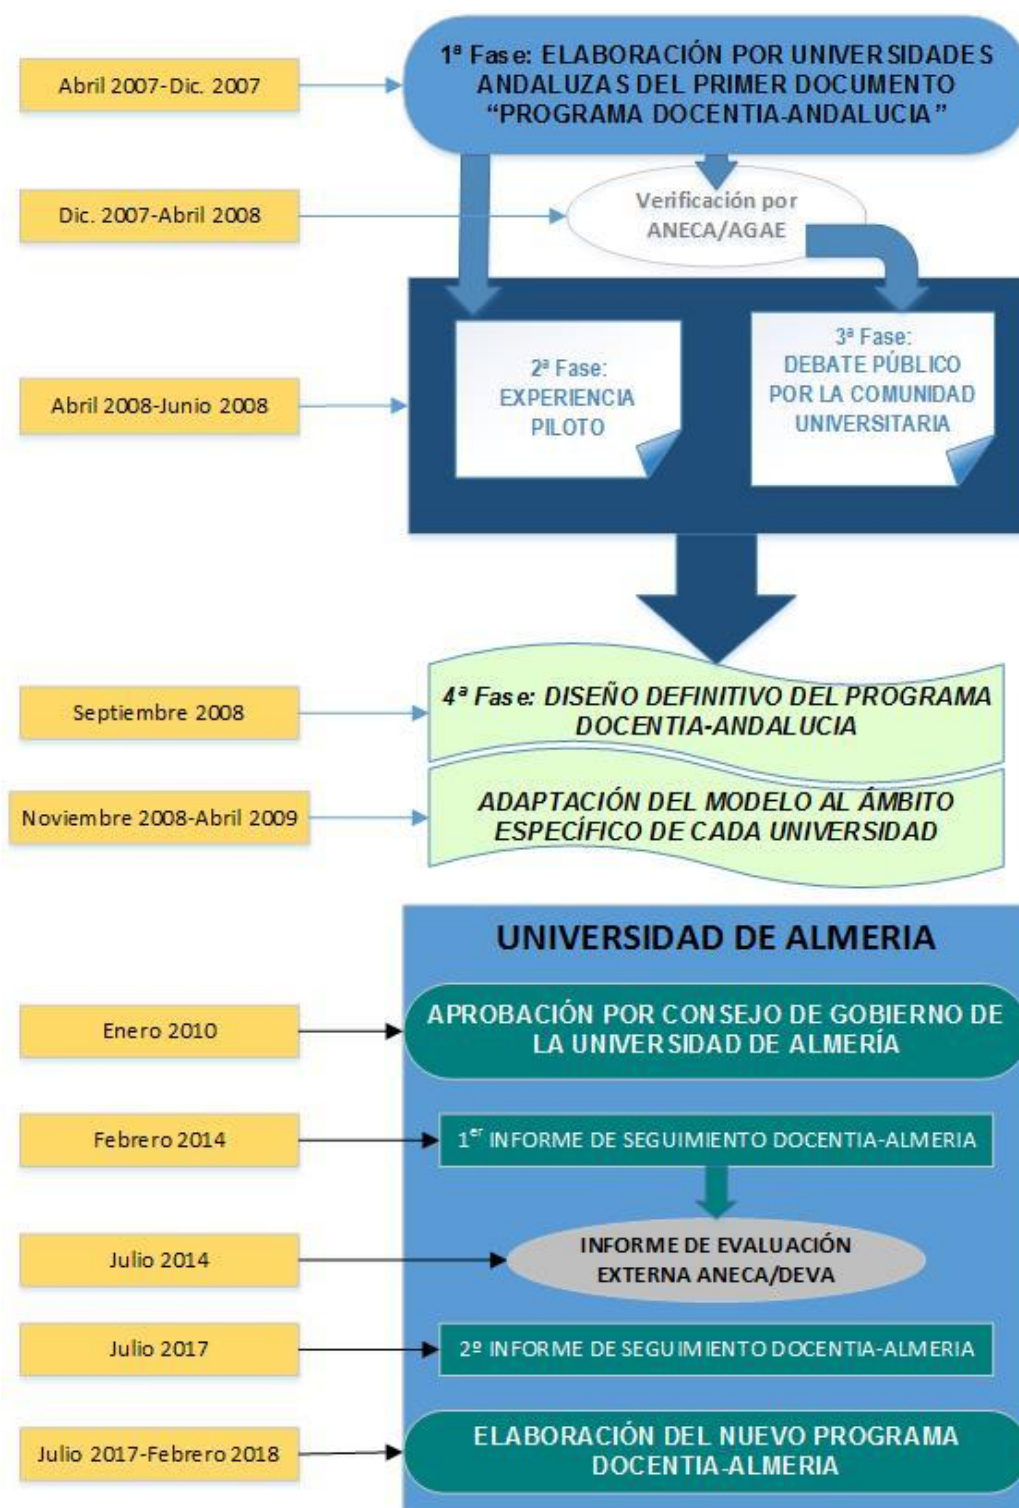 Abril 2007-Dic. 2007
1ª Fase: ELABORACIÓN POR UNIVERSIDADES
ANDALUZAS DEL PRIMER DOCUMENTO
“PROGRAMA DOCENTIA-ANDALUCIA”
Dic. 2007-Abril 2008
Verificación por
ANECA/AGAE
Abril 2008-Junio 2008
2ª Fase:
EXPERIENCIA
PILOTO
3ª Fase:
DEBATE PÚBLICO
POR LA COMUNIDAD
UNIVERSITARIA
Septiembre 2008
4ª Fase: DISEÑO DEFINITIVO DEL PROGRAMA
DOCENTIA-ANDALUCIA
Noviembre 2008-Abril 2009
ADAPTACIÓN DEL MODELO AL ÁMBITO
ESPECÍFICO DE CADA UNIVERSIDAD
UNIVERSIDAD DE ALMERIA
Enero 2010
APROBACIÓN POR CONSEJO DE GOBIERNO DE
LA UNIVERSIDAD DE ALMERÍA
Febrero 2014
1er INFORME DE SEGUIMIENTO DOCENTIA-ALMERIA
Julio 2014
INFORME DE EVALUACIÓN
EXTERNA ANECA/DEVA
Julio 2017
2º INFORME DE SEGUIMIENTO DOCENTIA-ALMERIA
Julio 2017-Febrero 2018
ELABORACIÓN DEL NUEVO PROGRAMA
DOCENTIA-ALMERIA